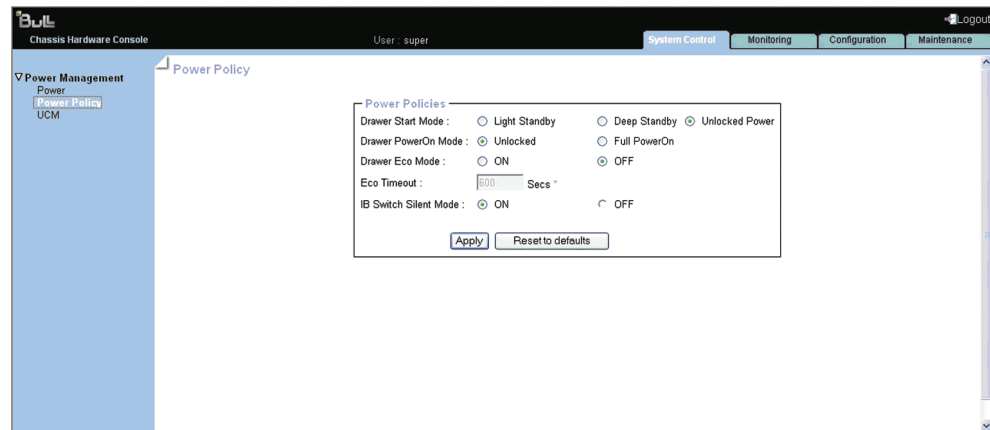 Bull
Logout
Chassis Hardware Console
User : super
System Control
Monitoring
Configuration
Maintenance
Power Management
Power
Power Policy
UCM
Power Policy
Power Policies
Drawer Start Mode : Light Standby Deep Standby Unlocked Power
Drawer PowerOn Mode : Unlocked Full PowerOn
Drawer Eco Mode : ON OFF
Eco Timeout : 600 Secs *
IB Switch Silent Mode : ON OFF
Apply Reset to defaults